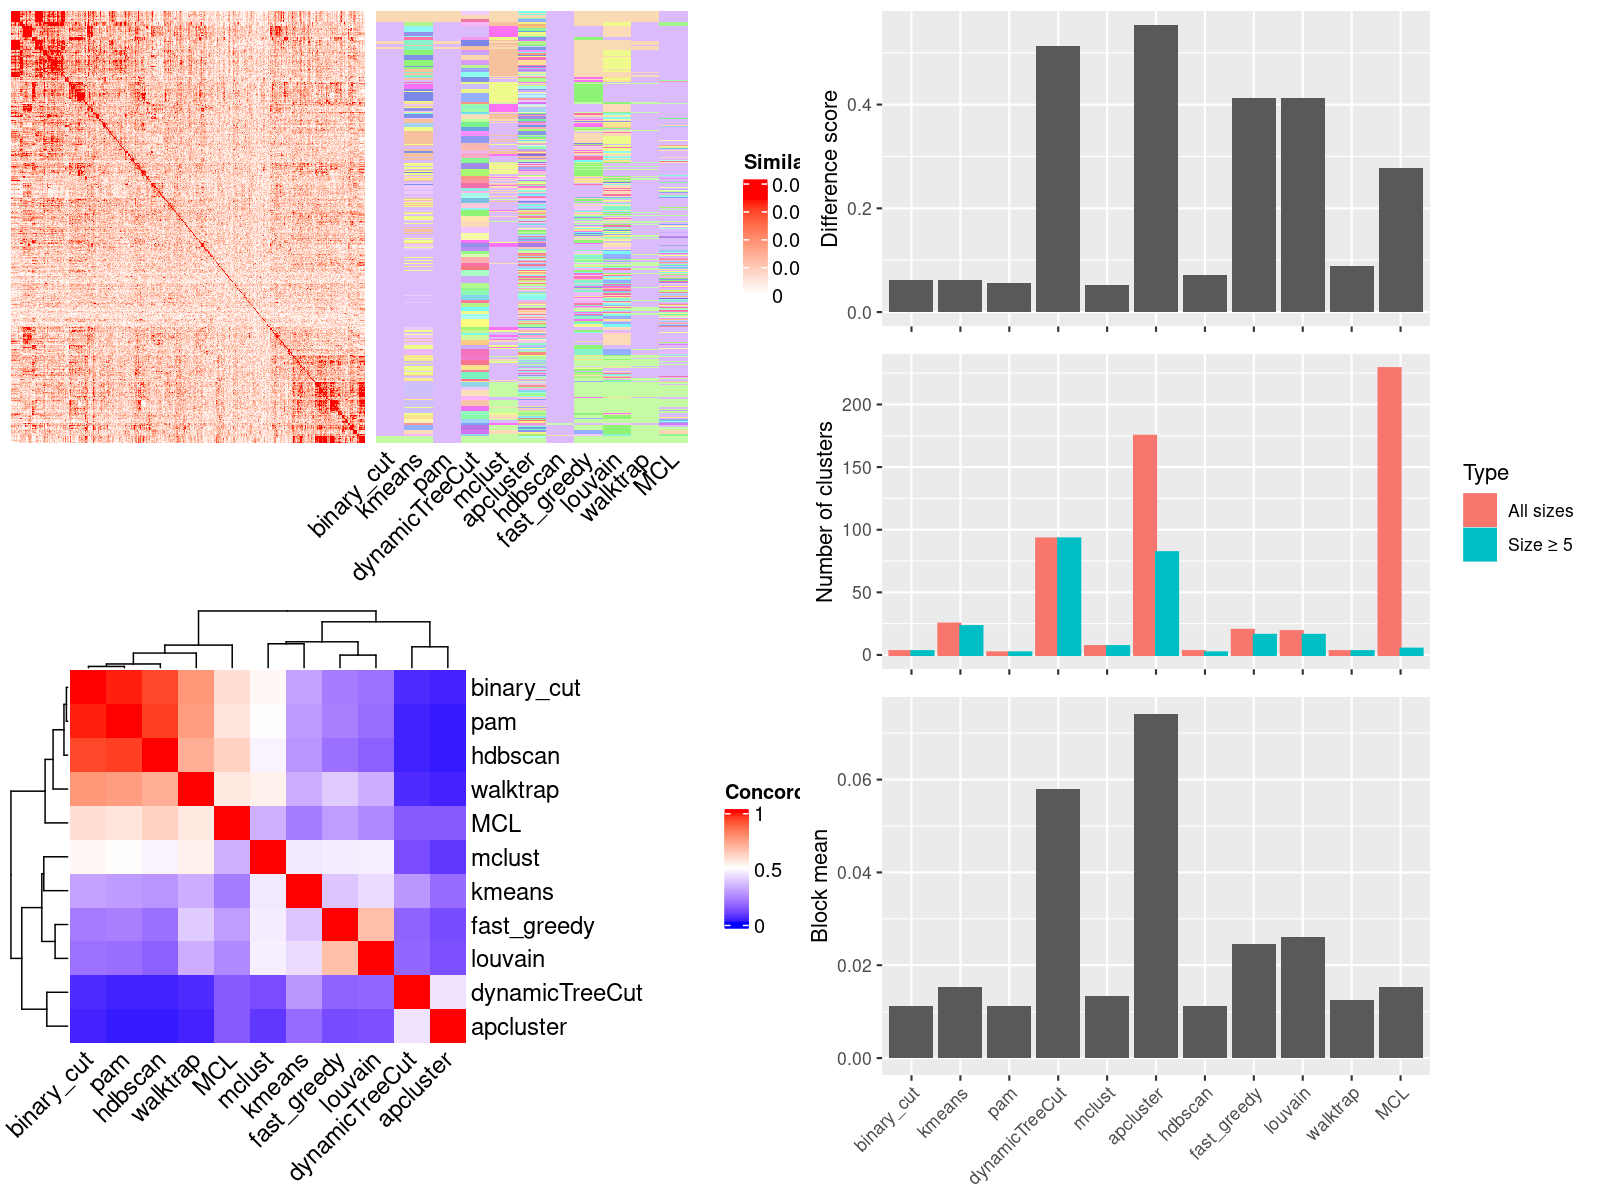 Simila
0.0
0.0
0.0
0.0
0
binary_cut
kmeans
pam
dynamicTreeCut
mclust
apcluster
hdbscan
fast_greedy
louvain
walktrap
MCL
binary_cut
pam
hdbscan
walktrap
MCL
mclust
kmeans
fast_greedy
louvain
dynamicTreeCut
apcluster
binary_cut
pam
hdbscan
walktrap
MCL
mclust
kmeans
fast_greedy
louvain
dynamicTreeCut
apcluster
Concord
1
0.5
0
Difference score
0.4
0.2
0.0
Number of clusters
200
150
100
50
0
Type
All sizes
Size ≥ 5
Block mean
0.06
0.04
0.02
0.00
binary_cut
kmeans
pam
dynamicTreeCut
mclust
apcluster
hdbscan
fast_greedy
louvain
walktrap
MCL